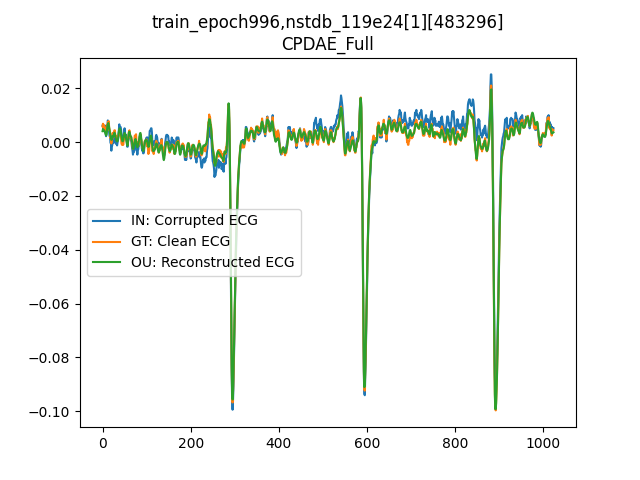 train_epoch996,nstdb_119e24[1][483296]
CPDAE_Full
0.02
0.00
−0.02
−0.04
−0.06
−0.08
−0.10
IN: Corrupted ECG
GT: Clean ECG
OU: Reconstructed ECG
0 200 400 600 800 1000